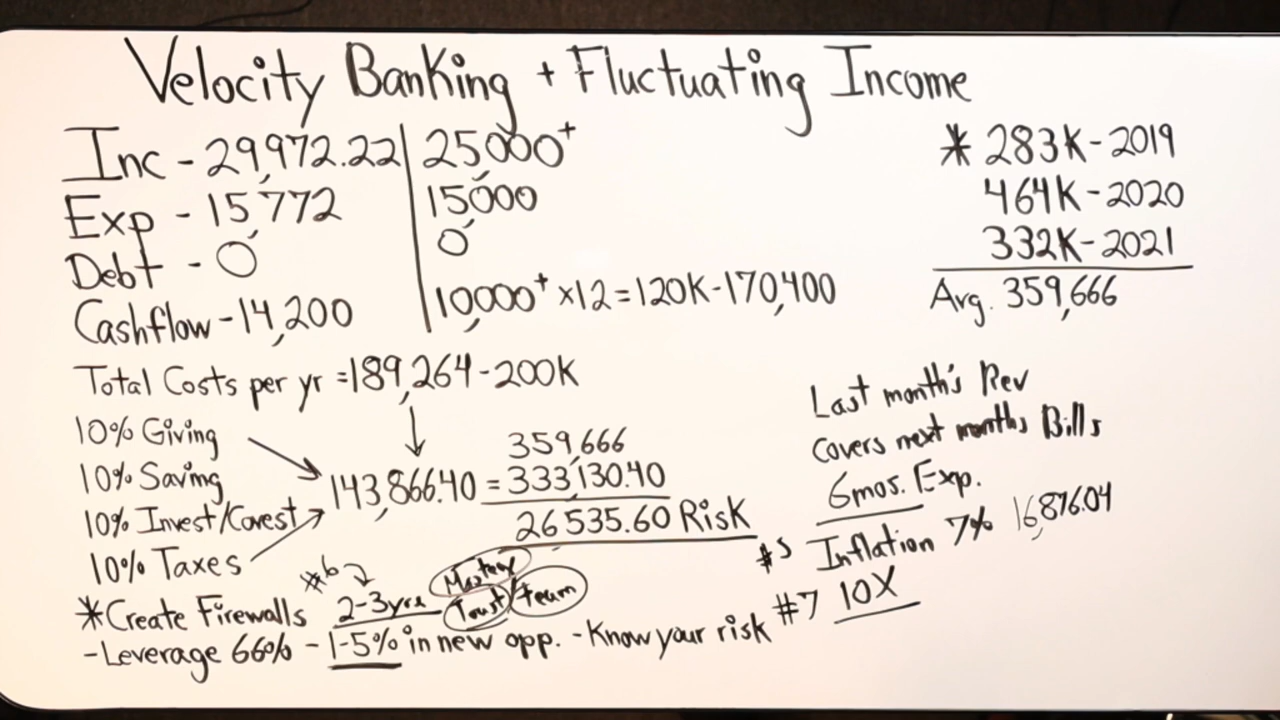 Velocity Banking + Fluctuating Income
Inc - 29,972.22 | 25,000+
Exp - 15,772 | 15,000
Debt - 0 | 0
Cashflow - 14,200 | 10,000+ x12 = 120K - 170,400
* 283K - 2019
464K - 2020
332K - 2021
Avg. 359,666
Total Costs per yr = 189,264 - 200K
10% Giving
10% Saving
10% Invest/Covest
10% Taxes
143,866.40 = 333,130.40
359,666
26535.60 Risk
Last month's Rev
covers next months Bills
6mos. Exp.
#5 Inflation 7% 16,876.04
#7 10X
*Create Firewalls #6 2-3yrs Mastery Trust/team
- Leverage 66% - 1-5% in new opp. - Know your risk